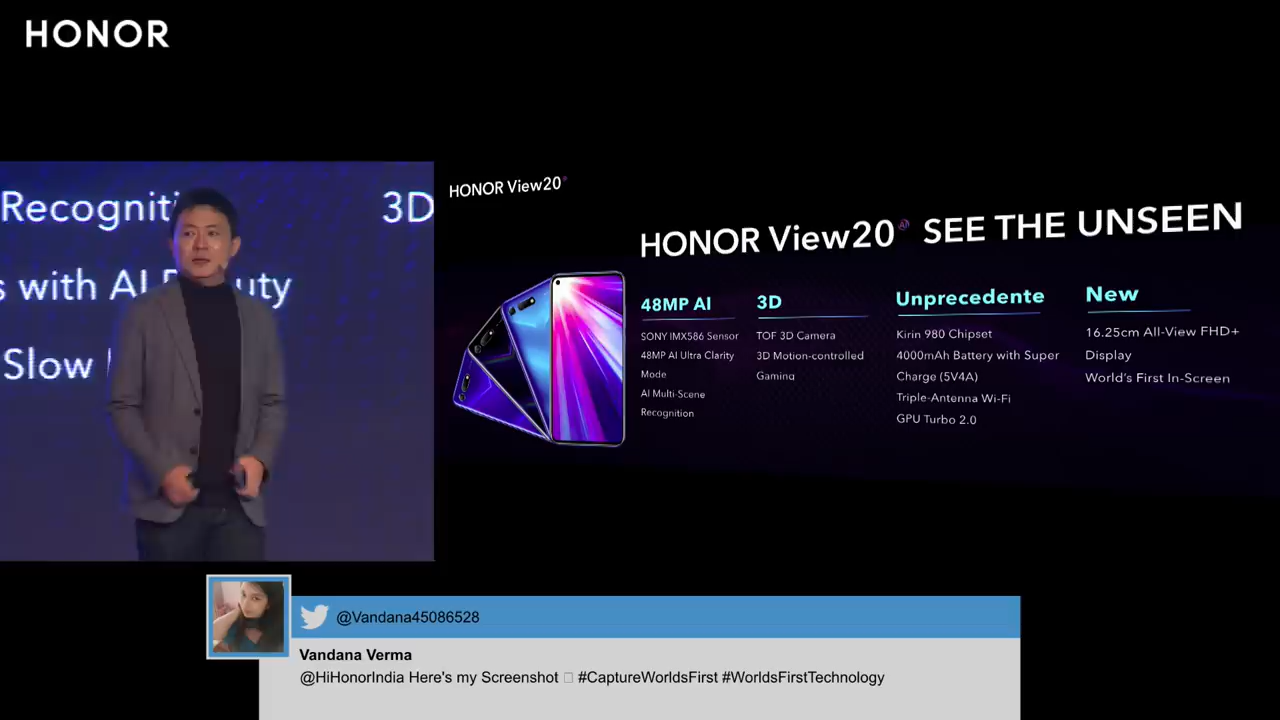 HONOR
Recogniti
3D
s with AI B uty
Slow
HONOR View20
HONOR View20 SEE THE UNSEEN
48MP AI
SONY IMX586 Sensor
48MP AI Ultra Clarity
Mode
AI Multi-Scene
Recognition
3D
TOF 3D Camera
3D Motion-controlled
Gaming
Unprecedente
Kirin 980 Chipset
4000mAh Battery with Super
Charge (5V4A)
Triple-Antenna Wi-Fi
GPU Turbo 2.0
New
16.25cm All-View FHD+
Display
World's First In-Screen
@Vandana45086528
Vandana Verma
@HiHonorIndia Here's my Screenshot #CaptureWorldsFirst #WorldsFirstTechnology